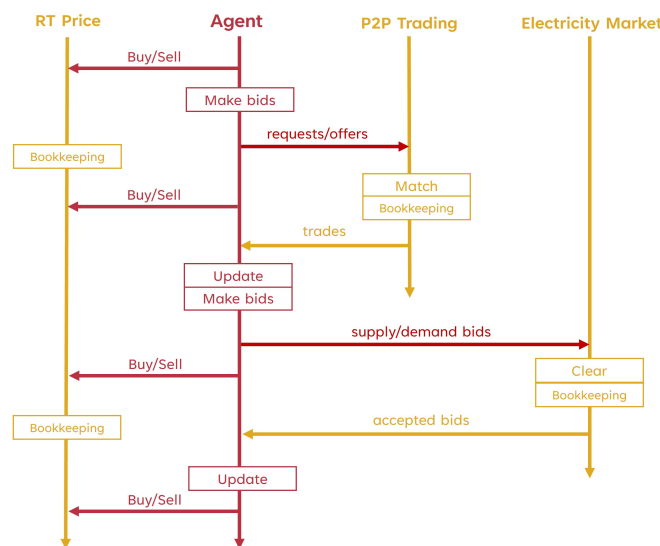 RT Price
Agent
P2P Trading
Electricity Market
Buy/Sell
Make bids
requests/offers
Bookkeeping
Match
Buy/Sell
Bookkeeping
trades
Update
Make bids
supply/demand bids
Buy/Sell
Clear
Bookkeeping
accepted bids
Bookkeeping
Update
Buy/Sell